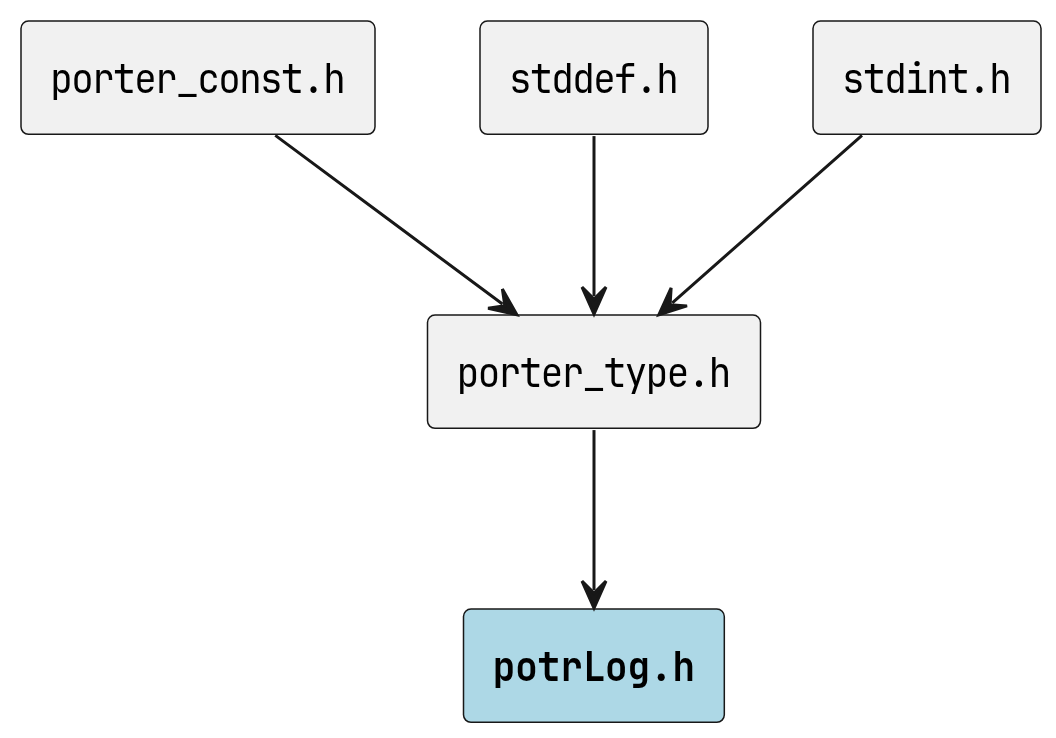 porter_const.h
stddef.h
stdint.h
porter_type.h
potrLog.h